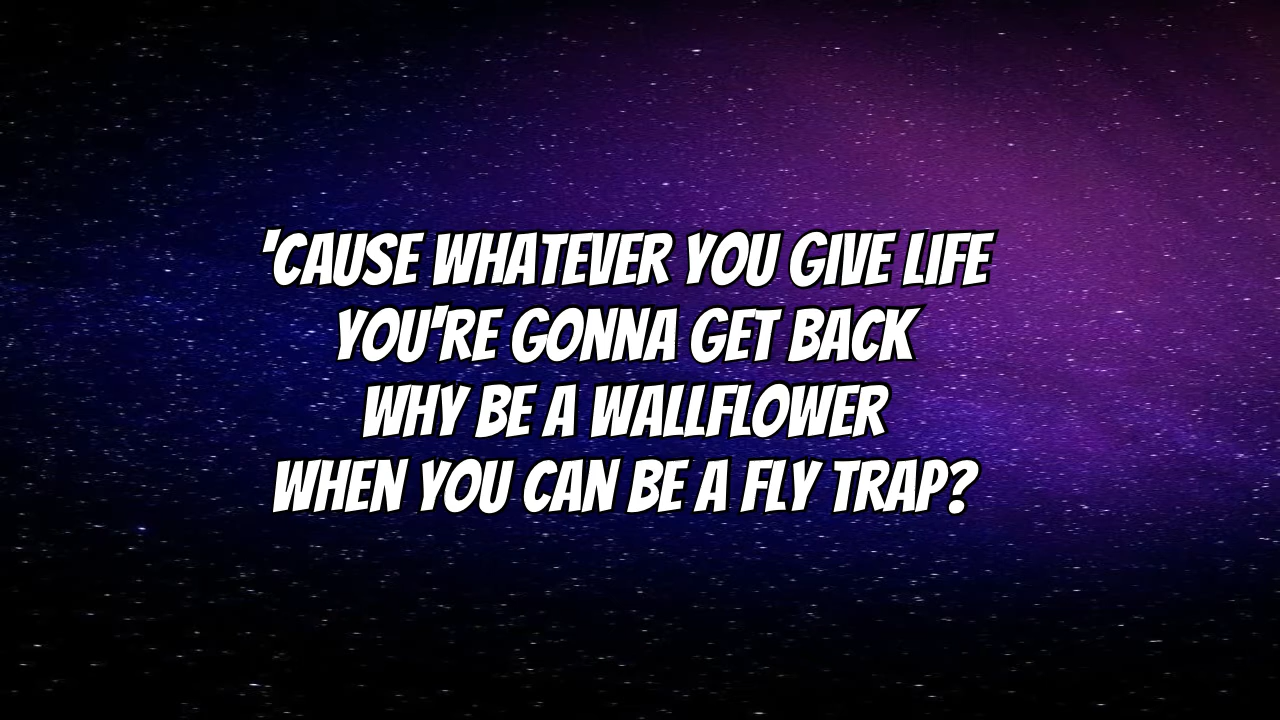 'CAUSE WHATEVER YOU GIVE LIFE
YOU'RE GONNA GET BACK
WHY BE A WALLFLOWER
WHEN YOU CAN BE A FLY TRAP?